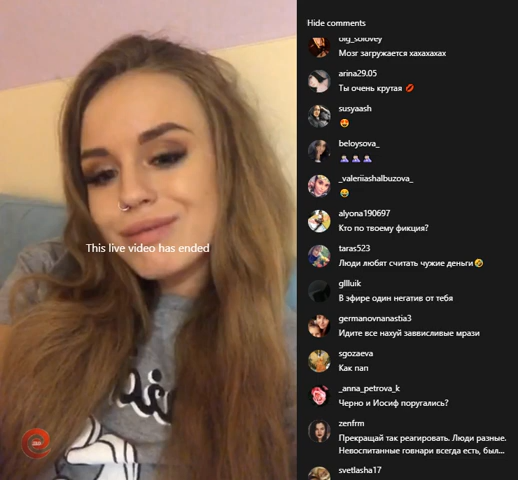 Hide comments
olg_solovey
Мозг загружается хахахахах
arina29.05
Ты очень крутая 💋
susyaash
😍
beloysova_
_valeriiashalbuzova_
😂
alyona190697
Кто по твоему фикция?
taras523
Люди любят считать чужие деньги🤣
gllluik
В эфире один негатив от тебя
germanovnanastia3
Идите все нахуй заввисливые мрази
sgozaeva
Как пап
_anna_petrova_k
Черно и Иосиф поругались?
zenfrm
Прекращай так реагировать. Люди разные.
Невоспитанные говнари всегда есть, был...
svetlasha17
This live video has ended